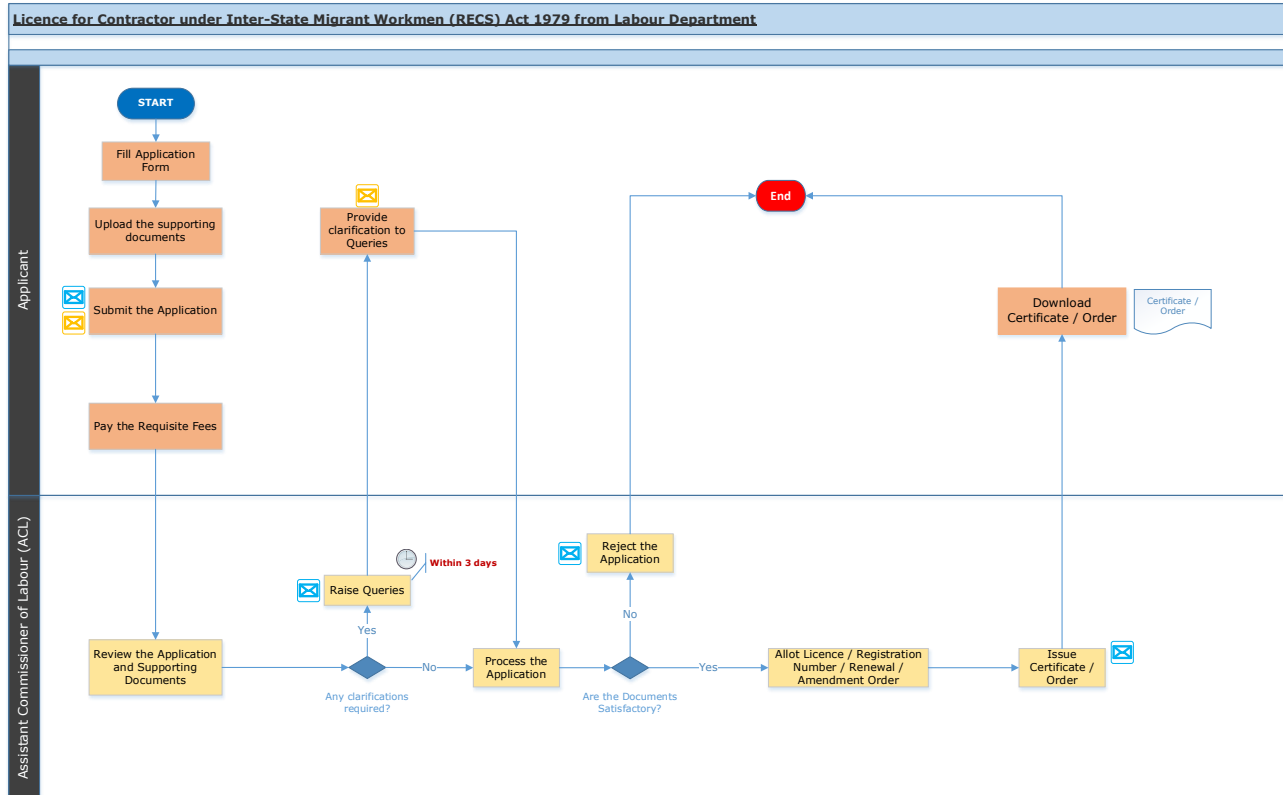 Licence for Contractor under Inter-State Migrant Workmen (RECS) Act 1979 from Labour Department
Applicant
START
Fill Application
Form
Upload the supporting
documents
Submit the Application
Pay the Requisite Fees
Provide
clarification to
Queries
End
Download
Certificate / Order
Certificate /
Order
Assistant Commissioner of Labour (ACL)
Review the Application
and Supporting
Documents
Raise Queries
Within 3 days
Yes
No
Any clarifications
required?
Process the
Application
Reject the
Application
No
Yes
Are the Documents
Satisfactory?
Allot Licence / Registration
Number / Renewal /
Amendment Order
Issue
Certificate /
Order